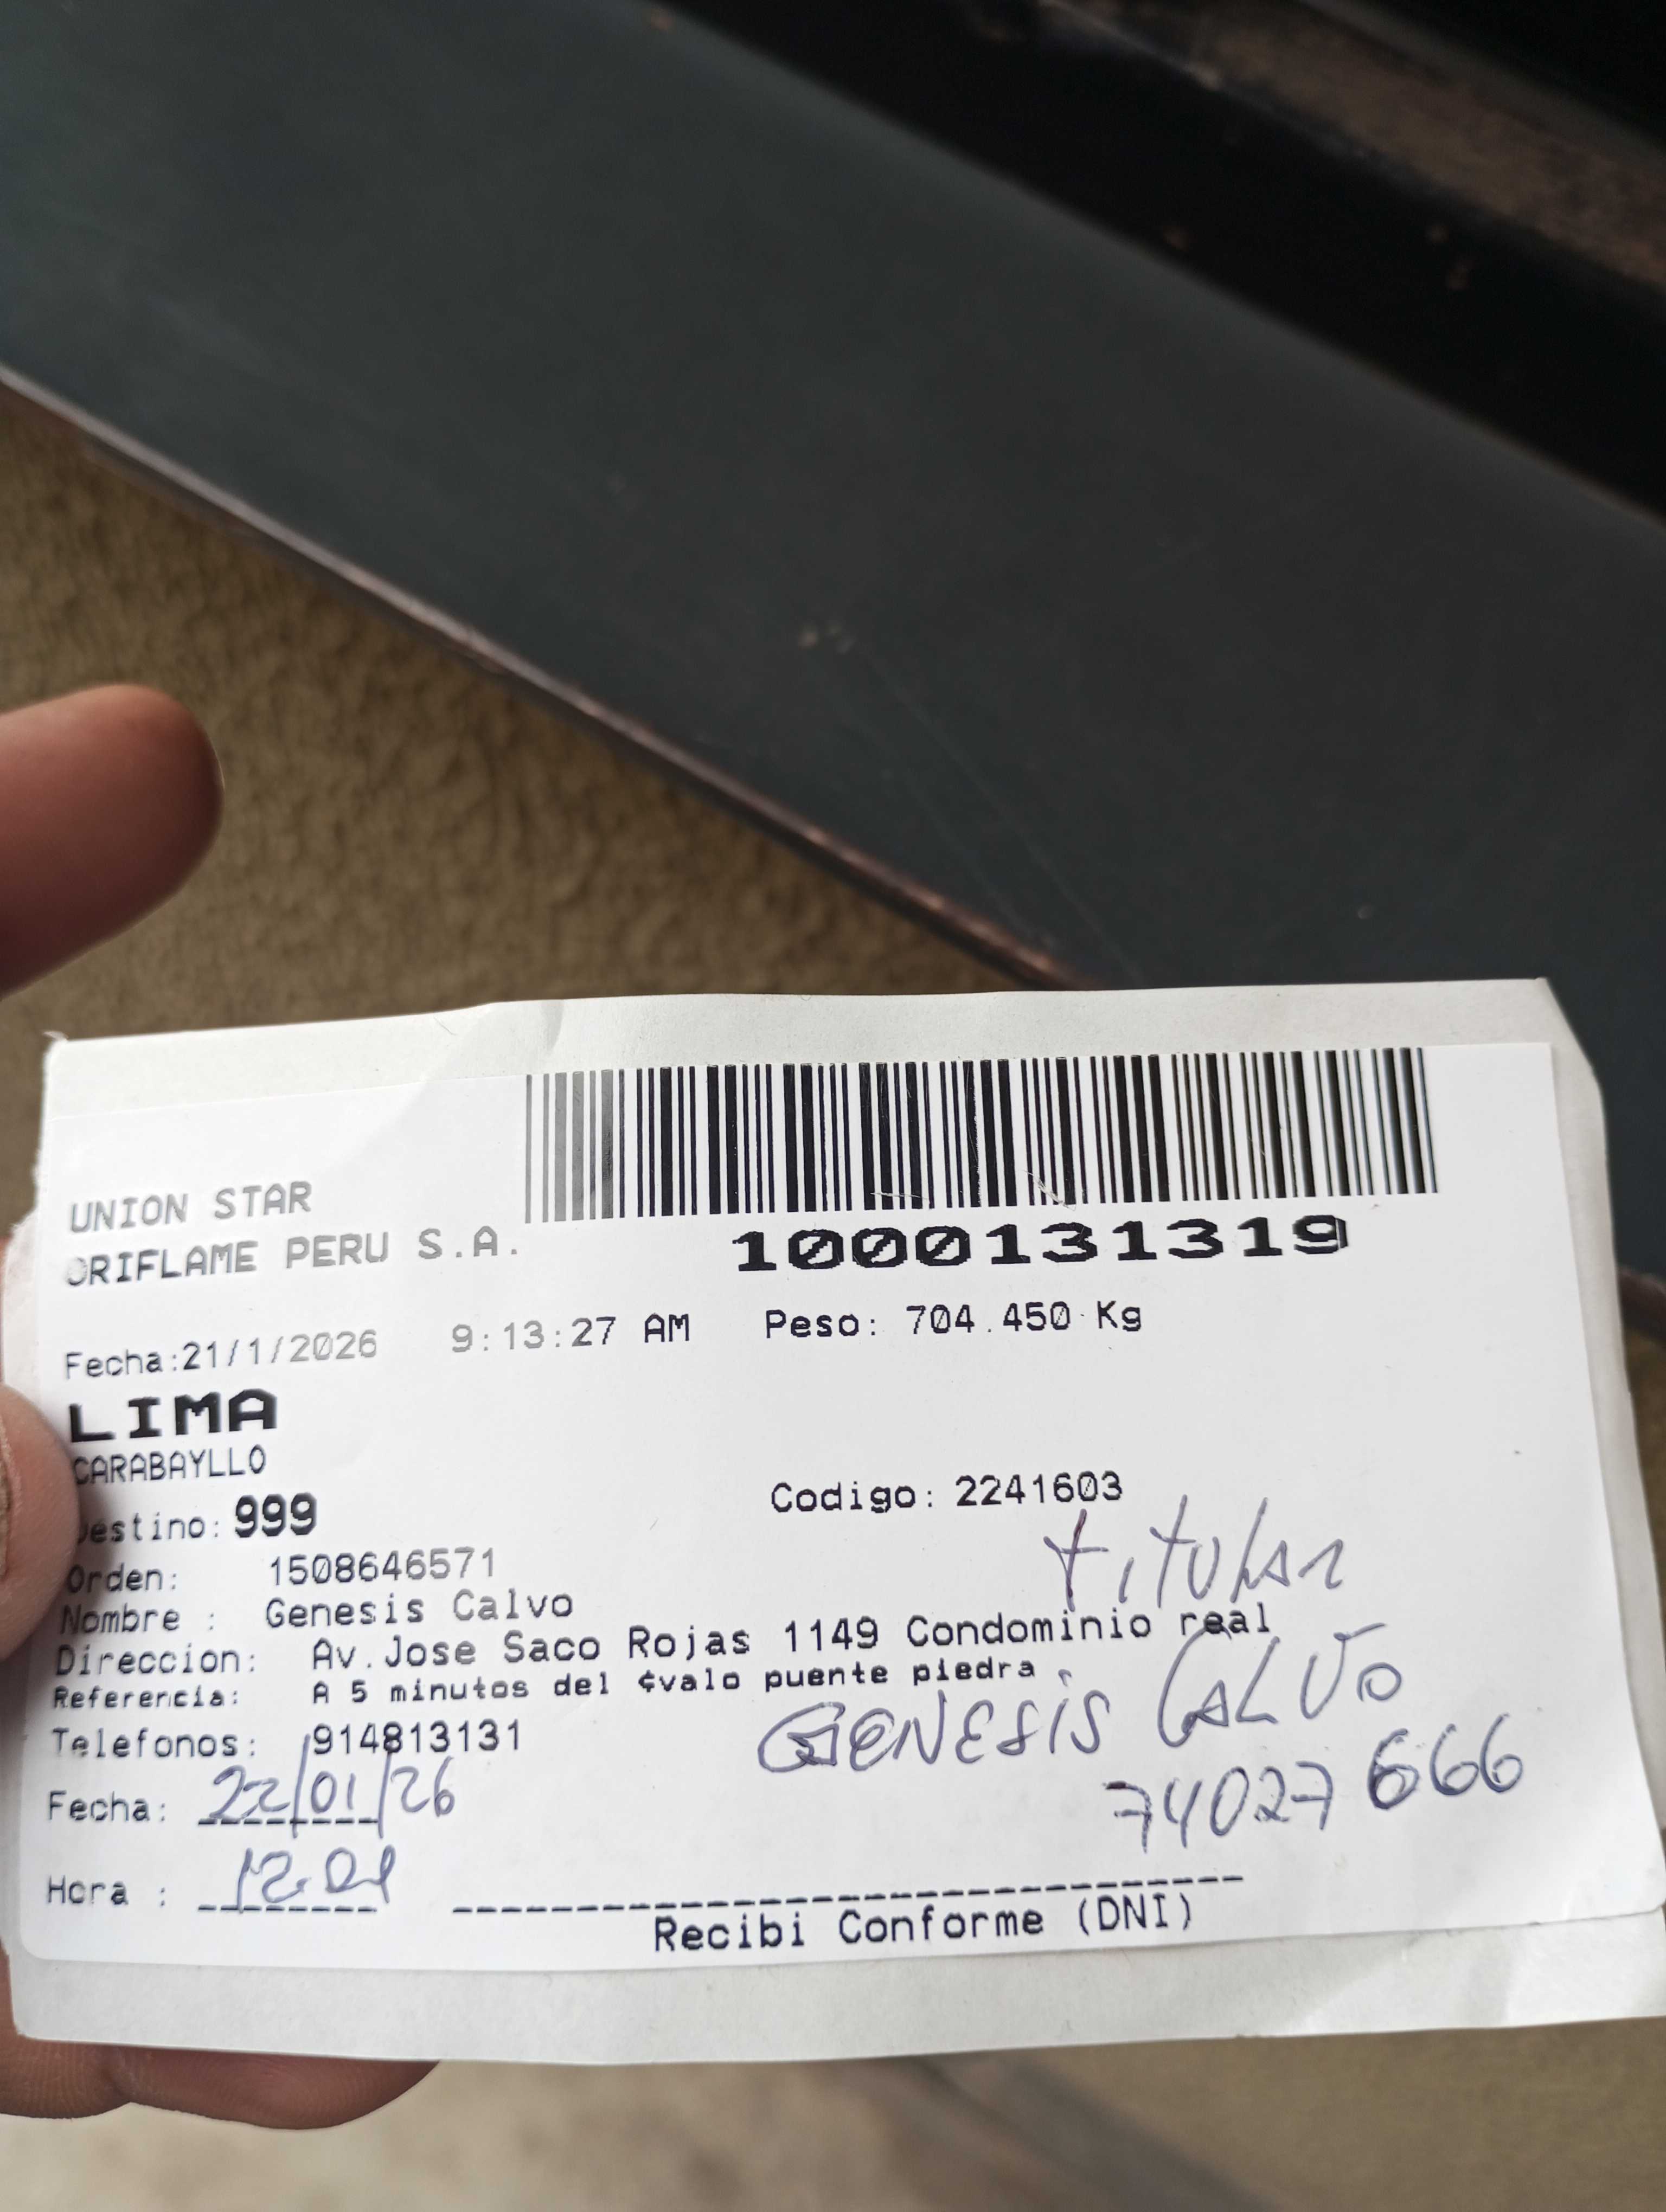 UNION STAR
ORIFLAME PERU S.A.
1000131319
Fecha:21/1/2026 9:13:27 AM Peso: 704.450 Kg
LIMA
CARABAYLLO
Destino: 999
Codigo: 2241603
Orden: 1508646571
titular
Nombre : Genesis Calvo
Direccion: Av.Jose Saco Rojas 1149 Condominio real
Referencia: A 5 minutos del ¢valo puente piedra
GENESIS CALVO
Telefonos: 914813131
74027666
Fecha: 22/01/26
Hora : 12:01
Recibi Conforme (DNI)